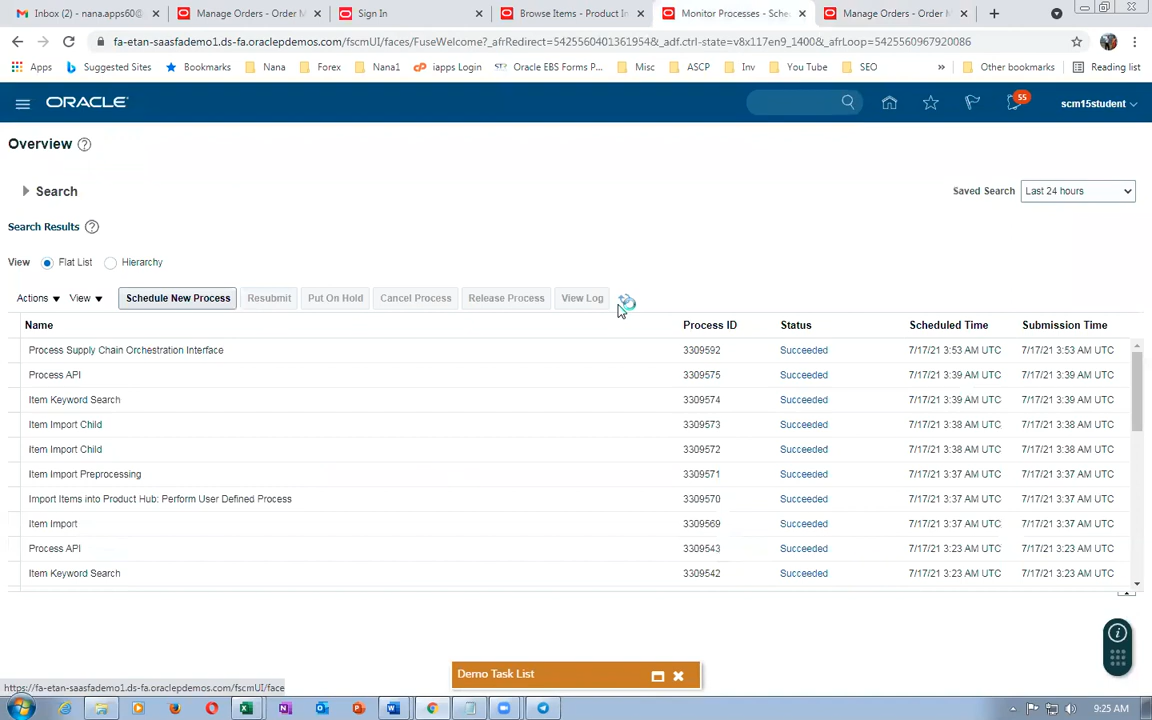 Inbox (2) - nana.apps60@
Manage Orders - Order M
Sign In
Browse Items - Product In
Monitor Processes - Sche
Manage Orders - Order M
fa-etan-saasfademo1.ds-fa.oraclepdemos.com/fscmUI/faces/FuseWelcome?_afrRedirect=5425560401361954&_adf.ctrl-state=v8x117en9_1400&_afrLoop=5425560967920086
Apps Suggested Sites Bookmarks Nana Forex Nana1 iapps Login Oracle EBS Forms P... Misc ASCP Inv You Tube SEO » Other bookmarks Reading list
ORACLE 55 scm15student
Overview ?
Search Saved Search Last 24 hours
Search Results ?
View Flat List Hierarchy
Actions View Schedule New Process Resubmit Put On Hold Cancel Process Release Process View Log
Name Process ID Status Scheduled Time Submission Time
Process Supply Chain Orchestration Interface 3309592 Succeeded 7/17/21 3:53 AM UTC 7/17/21 3:53 AM UTC
Process API 3309575 Succeeded 7/17/21 3:39 AM UTC 7/17/21 3:39 AM UTC
Item Keyword Search 3309574 Succeeded 7/17/21 3:39 AM UTC 7/17/21 3:39 AM UTC
Item Import Child 3309573 Succeeded 7/17/21 3:38 AM UTC 7/17/21 3:38 AM UTC
Item Import Child 3309572 Succeeded 7/17/21 3:38 AM UTC 7/17/21 3:38 AM UTC
Item Import Preprocessing 3309571 Succeeded 7/17/21 3:37 AM UTC 7/17/21 3:37 AM UTC
Import Items into Product Hub: Perform User Defined Process 3309570 Succeeded 7/17/21 3:37 AM UTC 7/17/21 3:37 AM UTC
Item Import 3309569 Succeeded 7/17/21 3:37 AM UTC 7/17/21 3:37 AM UTC
Process API 3309543 Succeeded 7/17/21 3:23 AM UTC 7/17/21 3:23 AM UTC
Item Keyword Search 3309542 Succeeded 7/17/21 3:23 AM UTC 7/17/21 3:23 AM UTC
Demo Task List
https://fa-etan-saasfademo1.ds-fa.oraclepdemos.com/fscmUI/face
9:25 AM